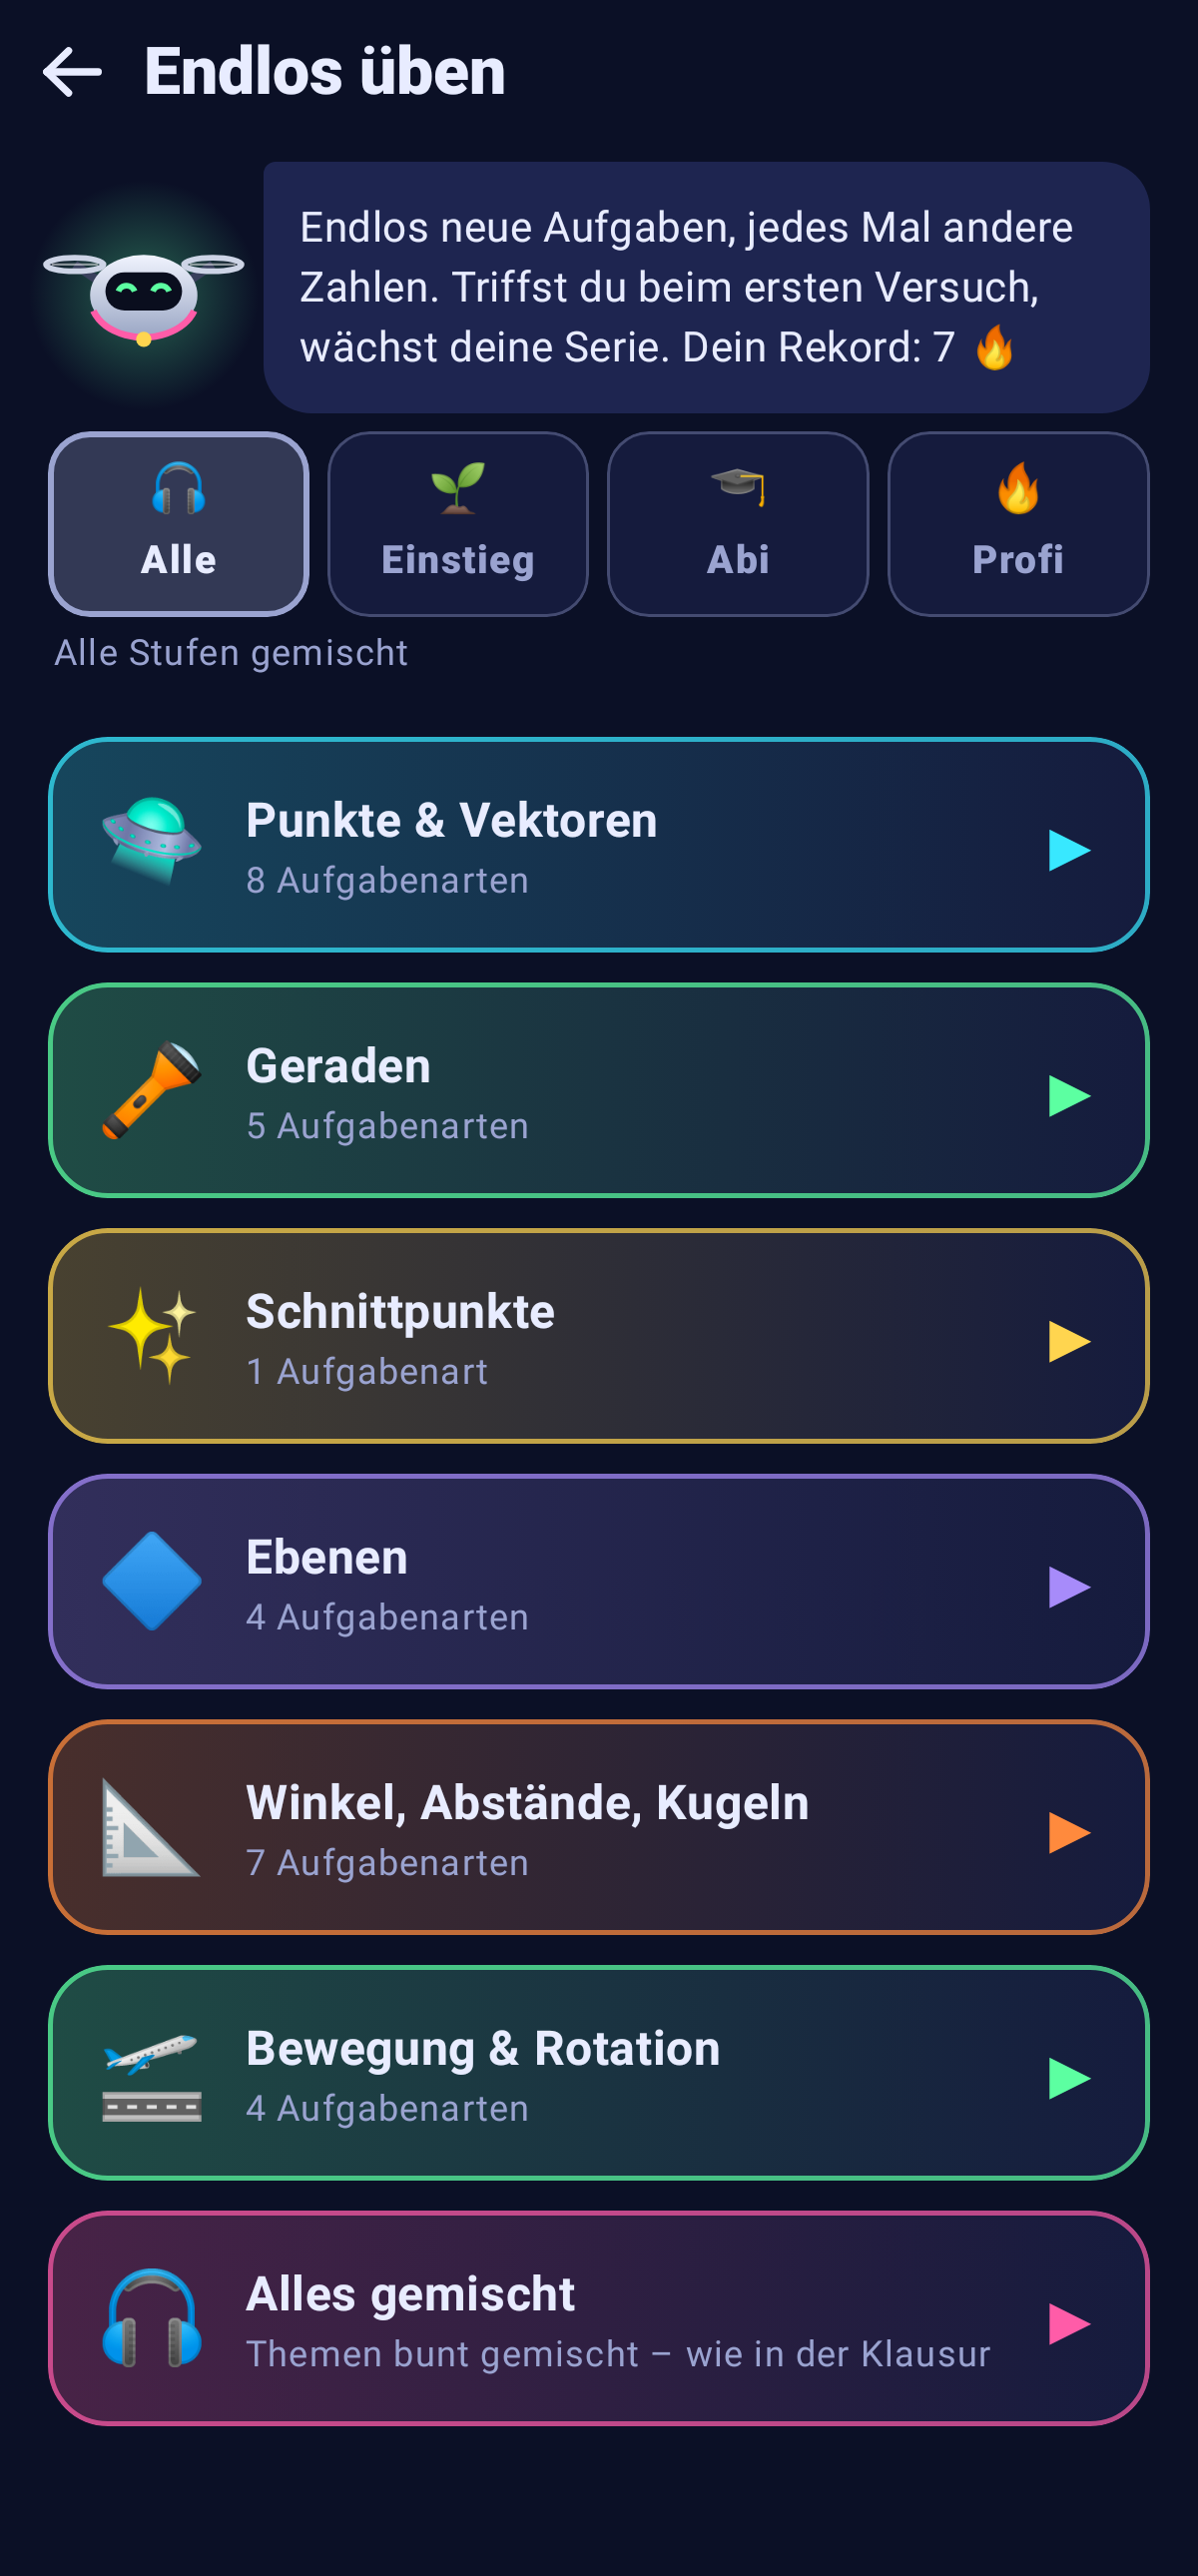 Endlos üben
Endlos neue Aufgaben, jedes Mal andere
Zahlen. Triffst du beim ersten Versuch,
wächst deine Serie. Dein Rekord: 7 🔥
Alle
Einstieg
Abi
Profi
Alle Stufen gemischt
Punkte & Vektoren
8 Aufgabenarten
Geraden
5 Aufgabenarten
Schnittpunkte
1 Aufgabenart
Ebenen
4 Aufgabenarten
Winkel, Abstände, Kugeln
7 Aufgabenarten
Bewegung & Rotation
4 Aufgabenarten
Alles gemischt
Themen bunt gemischt – wie in der Klausur